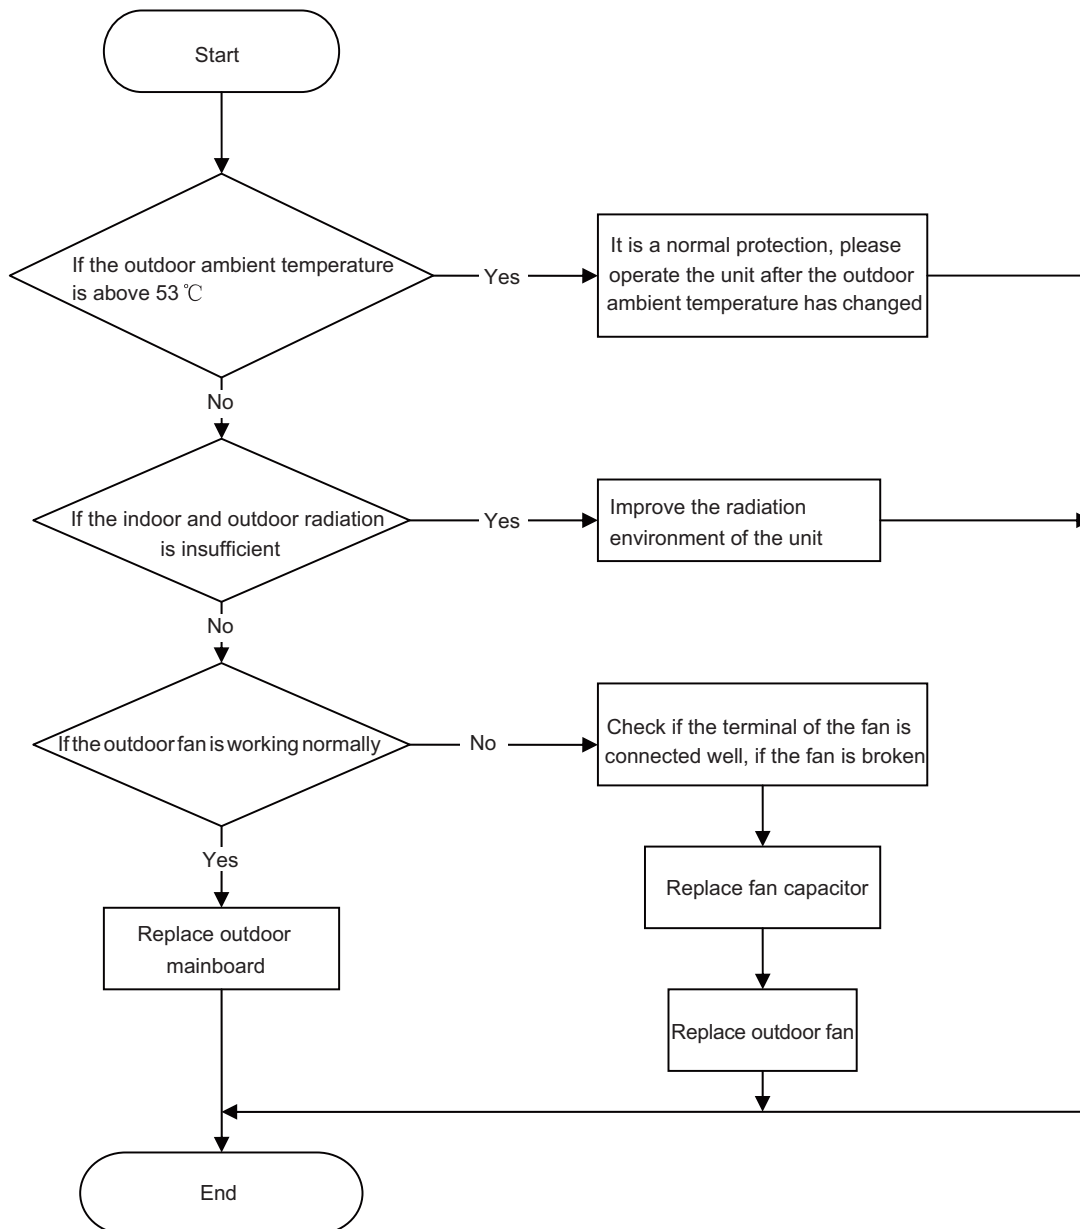 Start
If the outdoor ambient temperature
is above 53 ℃
Yes
It is a normal protection, please
operate the unit after the outdoor
ambient temperature has changed
No
If the indoor and outdoor radiation
is insufficient
Yes
Improve the radiation
environment of the unit
No
If the outdoor fan is working normally
No
Check if the terminal of the fan is
connected well, if the fan is broken
Yes
Replace fan capacitor
Replace outdoor
mainboard
Replace outdoor fan
End